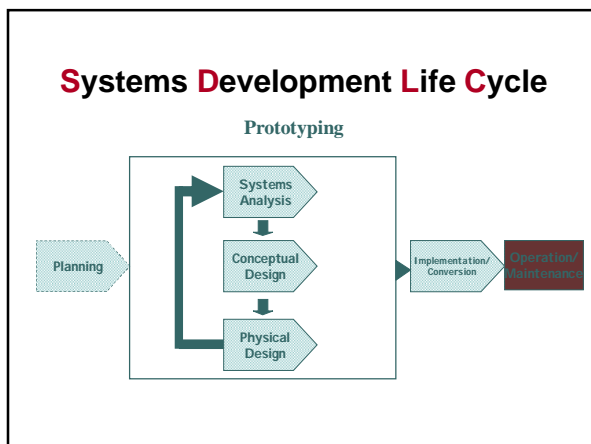 Systems Development Life Cycle
Prototyping
Systems
Analysis
Planning
Conceptual
Design
Implementation/
Conversion
Operation/
Maintenance
Physical
Design